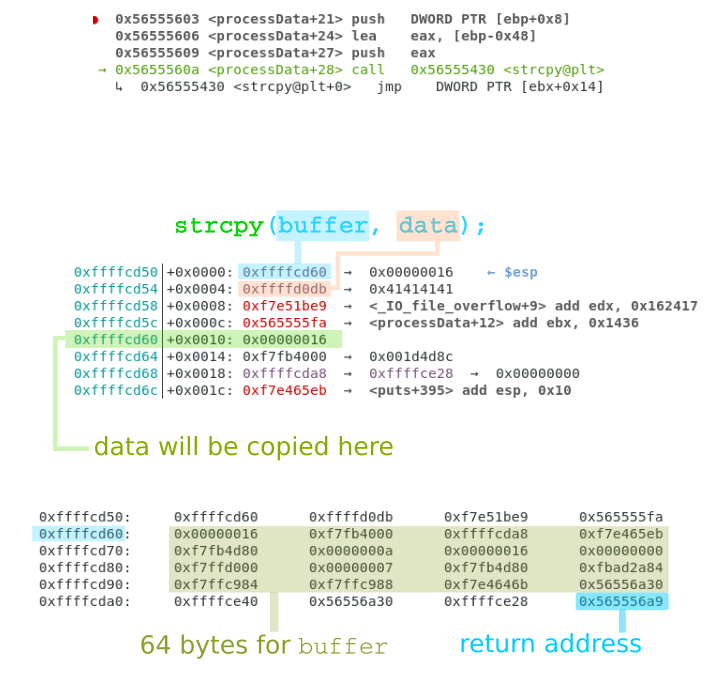 0x56555603 <processData+21> push   DWORD PTR [ebp+0x8]
0x56555606 <processData+24> lea    eax, [ebp-0x48]
0x56555609 <processData+27> push   eax
→ 0x5655560a <processData+28> call   0x56555430 <strcpy@plt>
↳  0x56555430 <strcpy@plt+0>   jmp    DWORD PTR [ebx+0x14]
strcpy(buffer, data);
0xffffcd50│+0x0000: 0xffffcd60  →  0x00000016    ← $esp
0xffffcd54│+0x0004: 0xffffd0db  →  0x41414141
0xffffcd58│+0x0008: 0xf7e51be9  →  <_IO_file_overflow+9> add edx, 0x162417
0xffffcd5c│+0x000c: 0x565555fa  →  <processData+12> add ebx, 0x1436
0xffffcd60│+0x0010: 0x00000016
0xffffcd64│+0x0014: 0xf7fb4000  →  0x001d4d8c
0xffffcd68│+0x0018: 0xffffcda8  →  0xffffce28  →  0x00000000
0xffffcd6c│+0x001c: 0xf7e465eb  →  <puts+395> add esp, 0x10
data will be copied here
0xffffcd50:     0xffffcd60      0xffffd0db      0xf7e51be9      0x565555fa
0xffffcd60:     0x00000016      0xf7fb4000      0xffffcda8      0xf7e465eb
0xffffcd70:     0xf7fb4d80      0x0000000a      0x00000016      0x00000000
0xffffcd80:     0xf7ffd000      0x00000007      0xf7fb4d80      0xfbad2a84
0xffffcd90:     0xf7ffc984      0xf7ffc988      0xf7e4646b      0x56556a30
0xffffcda0:     0xffffce40      0x56556a30      0xffffce28      0x565556a9
64 bytes for buffer
return address